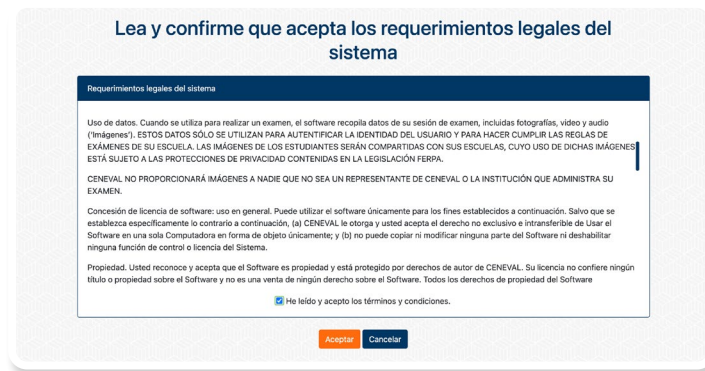 Lea y confirme que acepta los requerimientos legales del
sistema
Requerimientos legales del sistema
Uso de datos. Cuando se utiliza para realizar un examen, el software recopila datos de su sesión de examen, incluidas fotografías, video y audio
('Imágenes'). ESTOS DATOS SÓLO SE UTILIZAN PARA AUTENTIFICAR LA IDENTIDAD DEL USUARIO Y PARA HACER CUMPLIR LAS REGLAS DE
EXÁMENES DE SU ESCUELA. LAS IMÁGENES DE LOS ESTUDIANTES SERÁN COMPARTIDAS CON SUS ESCUELAS, CUYO USO DE DICHAS IMÁGENES
ESTÁ SUJETO A LAS PROTECCIONES DE PRIVACIDAD CONTENIDAS EN LA LEGISLACIÓN FERPA.
CENEVAL NO PROPORCIONARÁ IMÁGENES A NADIE QUE NO SEA UN REPRESENTANTE DE CENEVAL O LA INSTITUCIÓN QUE ADMINISTRA SU
EXAMEN.
Concesión de licencia de software: uso en general. Puede utilizar el software únicamente para los fines establecidos a continuación. Salvo que se
establezca específicamente lo contrario a continuación, (a) CENEVAL le otorga y usted acepta el derecho no exclusivo e intransferible de Usar el
Software en una sola Computadora en forma de objeto únicamente; y (b) no puede copiar ni modificar ninguna parte del Software ni deshabilitar
ninguna función de control o licencia del Sistema.
Propiedad. Usted reconoce y acepta que el Software es propiedad y está protegido por derechos de autor de CENEVAL. Su licencia no confiere ningún
título o propiedad sobre el Software y no es una venta de ningún derecho sobre el Software. Todos los derechos de propiedad del Software
He leído y acepto los términos y condiciones.
Aceptar Cancelar